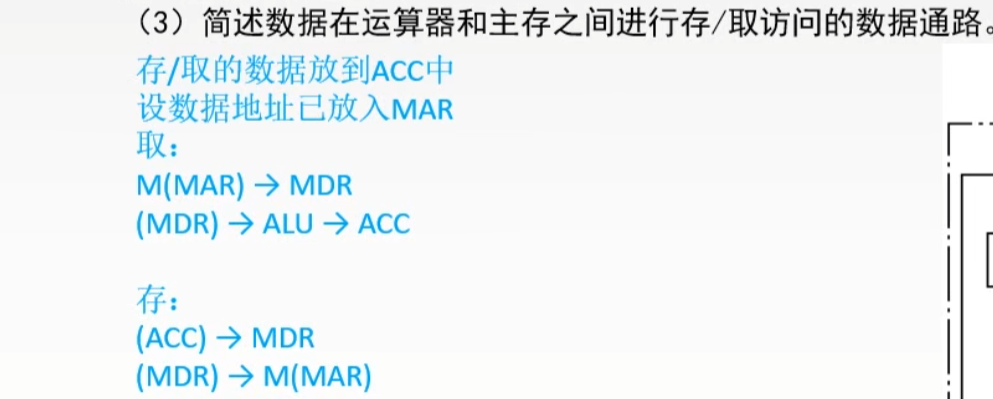 （3）简述数据在运算器和主存之间进行存/取访问的数据通路。
存/取的数据放到ACC中
设数据地址已放入MAR
取：
M(MAR) → MDR
(MDR) → ALU → ACC
存：
(ACC) → MDR
(MDR) → M(MAR)